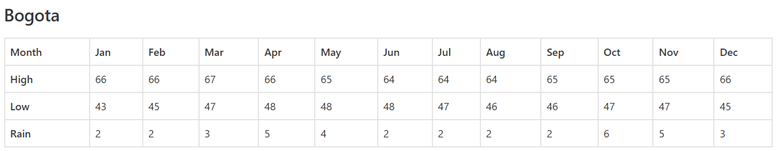 Bogota
Month Jan Feb Mar Apr May Jun Jul Aug Sep Oct Nov Dec
High 66 66 67 66 65 64 64 64 65 65 65 66
Low 43 45 47 48 48 48 47 46 46 47 47 45
Rain 2 2 3 5 4 2 2 2 2 6 5 3